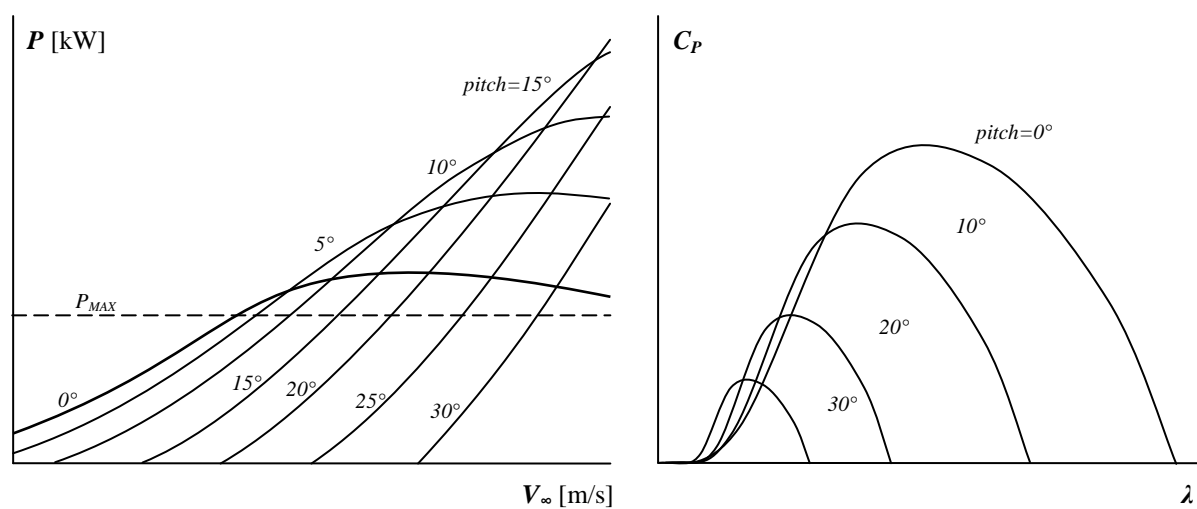 P [kW]
pitch=15°
10°
5°
P_MAX
0°
15°
20°
25°
30°
V∞ [m/s]
C_P
pitch=0°
10°
20°
30°
λ